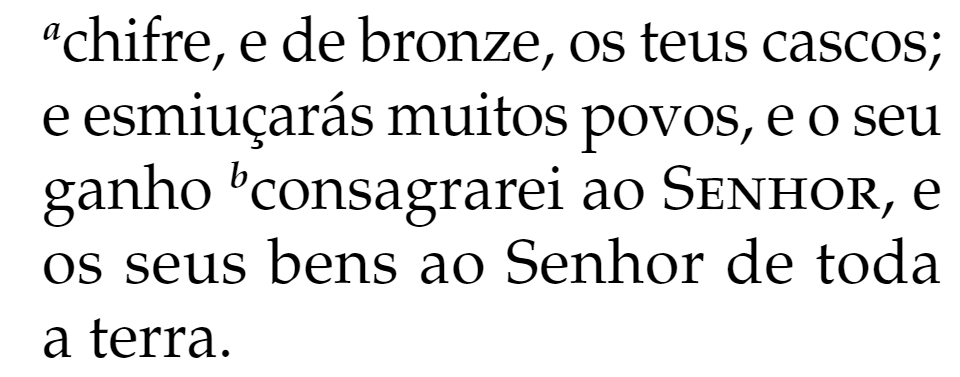 ᵃchifre, e de bronze, os teus cascos;
e esmiuçarás muitos povos, e o seu
ganho ᵇconsagrarei ao SENHOR, e
os seus bens ao Senhor de toda
a terra.